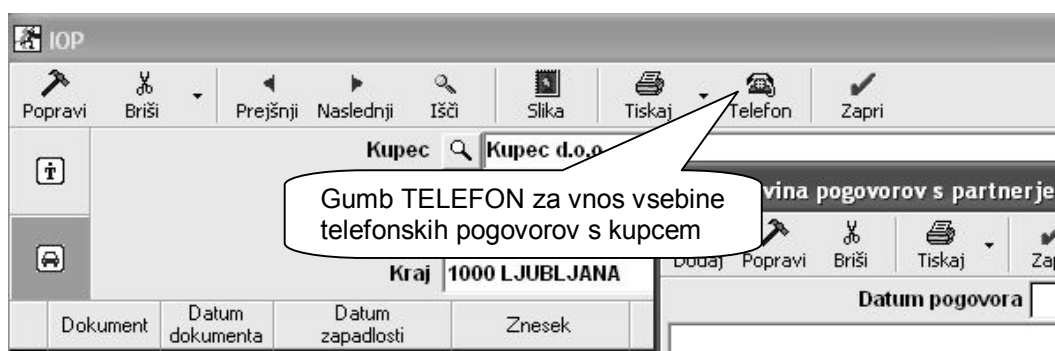 IOP
Popravi Briši Prejšnji Naslednji Išči Slika Tiskaj Telefon Zapri
Kupec Kupec d.o.o
Gumb TELEFON za vnos vsebine
telefonskih pogovorov s kupcem
vina pogovorov s partnerje
Dodaj Popravi Briši Tiskaj Zap
Kraj 1000 LJUBLJANA
Datum pogovora
Dokument Datum dokumenta Datum zapadlosti Znesek